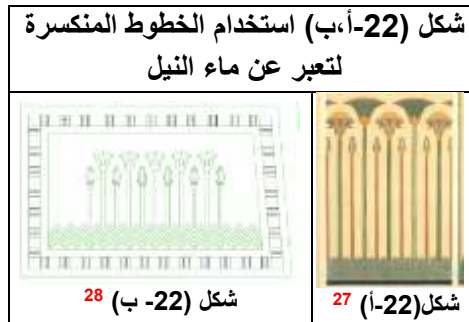 شكل (22-أ،ب) استخدام الخطوط المنكسرة
لتعبر عن ماء النيل
شكل(22-أ) 27
شكل (22- ب) 28